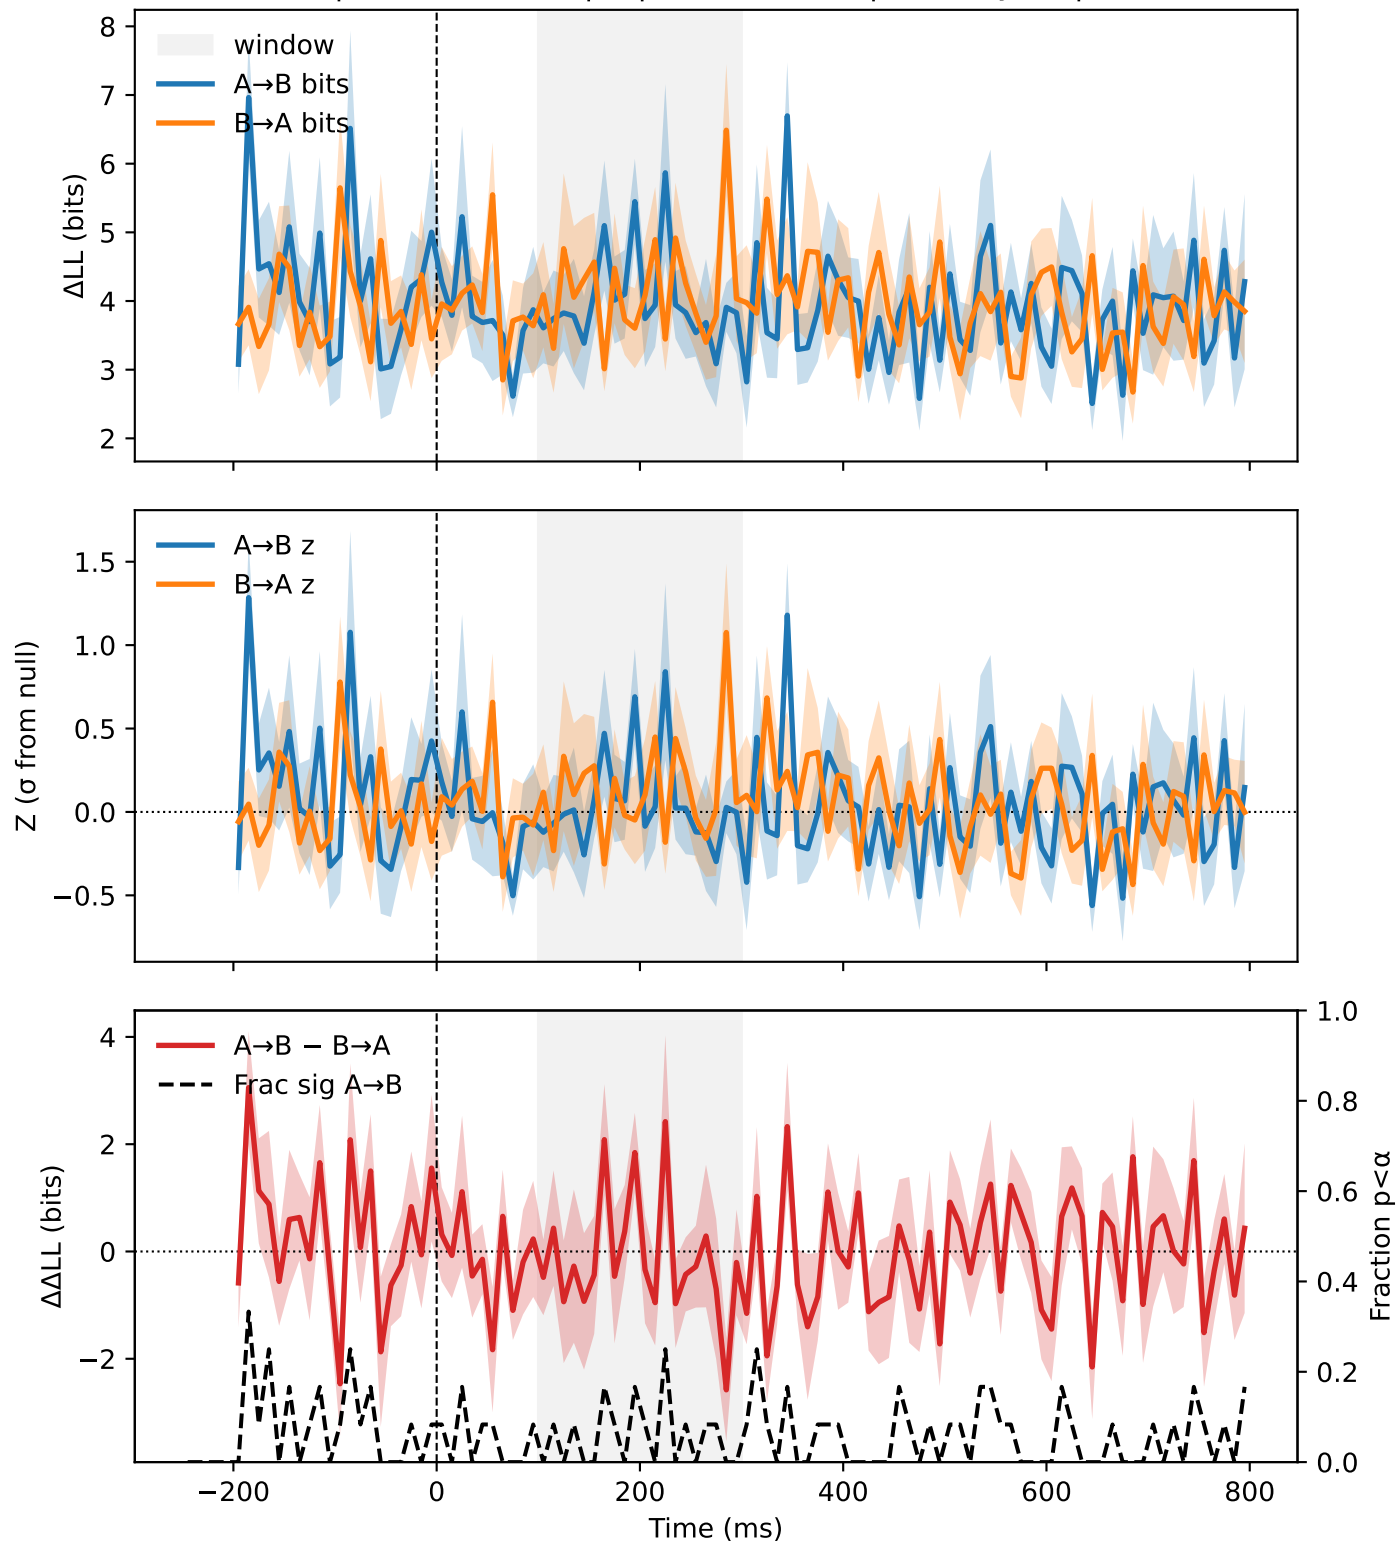 8
7
6
5
4
3
2
ΔLL (bits)
window
A→B bits
B→A bits
1.5
1.0
0.5
0.0
−0.5
Z (σ from null)
A→B z
B→A z
4
2
0
−2
ΔΔLL (bits)
A→B − B→A
Frac sig A→B
1.0
0.8
0.6
0.4
0.2
0.0
Fraction p<α
−200
0
200
400
600
800
Time (ms)